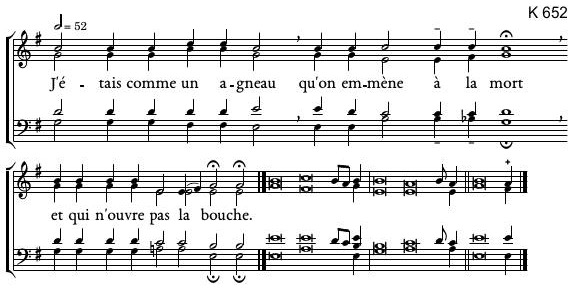 K 652
= 52
J'é - tais comme un a-gneau qu'on em-mène à la mort
et qui n'ouvre pas la bouche.